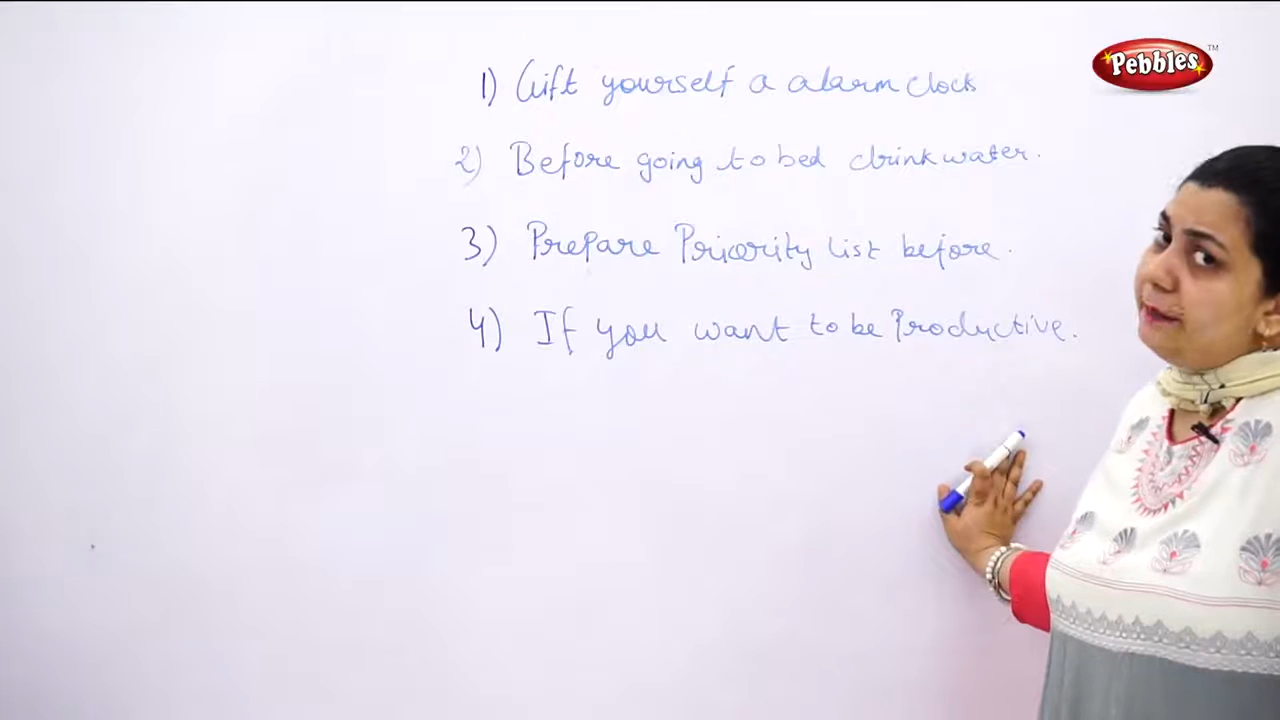 Pebbles™
1) Gift yourself a alarm clock
2) Before going to bed drink water.
3) Prepare Priority list before.
4) If you want to be Productive.